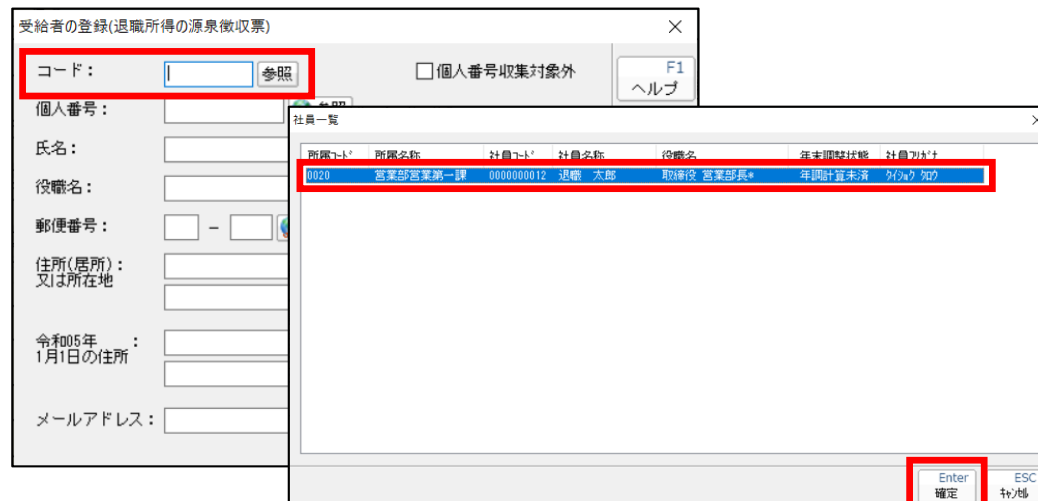 受給者の登録(退職所得の源泉徴収票)
コード： 参照 個人番号収集対象外 F1
ヘルプ
個人番号：
氏名：
役職名：
郵便番号： －
住所(居所)：
又は所在地
令和05年 ：
1月1日の住所
メールアドレス：
社員一覧
所属ｺｰﾄﾞ 所属名称 社員ｺｰﾄﾞ 社員名称 役職名 年末調整状態 社員ﾌﾘｶﾞﾅ
0020 営業部営業第一課 0000000012 退職 太郎 取締役 営業部長* 年調計算未済 ﾀｲｼｮｸ ﾀﾛｳ
Enter
確定
ESC
ｷｬﾝｾﾙ